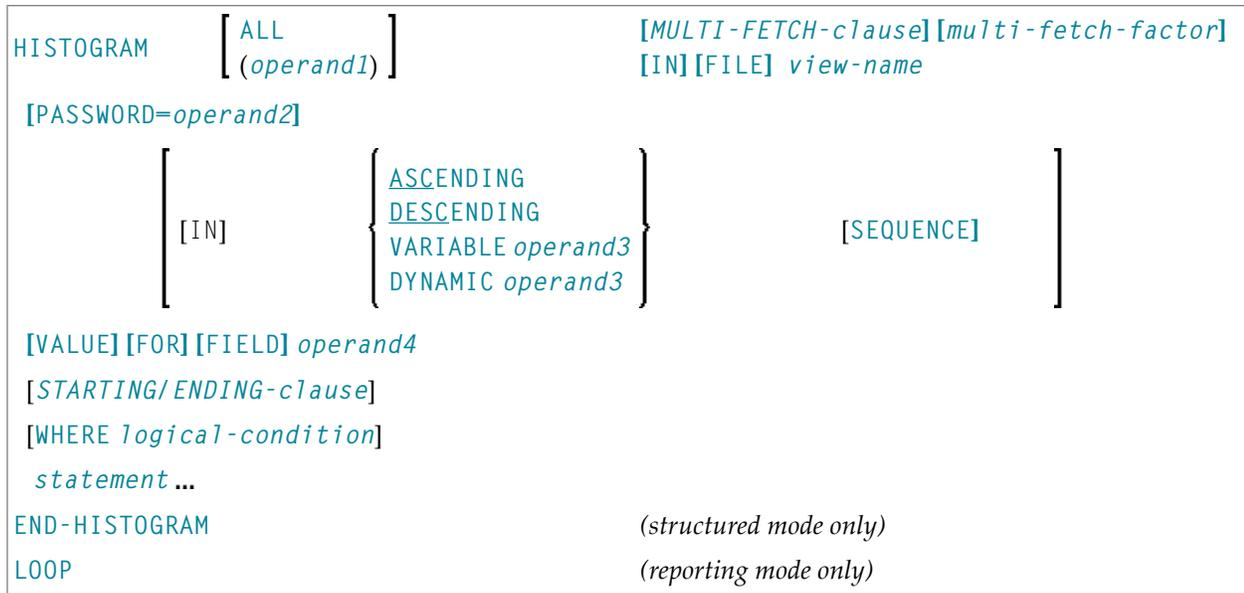 HISTOGRAM [ ALL [MULTI-FETCH-clause] [multi-fetch-factor]
(operand1) ] [IN] [FILE] view-name
[PASSWORD=operand2]
ASCENDING
DESCENDING
[IN] [SEQUENCE]
VARIABLE operand3
DYNAMIC operand3
[VALUE] [FOR] [FIELD] operand4
[STARTING/ENDING-clause]
[WHERE logical-condition]
statement ...
END-HISTOGRAM (structured mode only)
LOOP (reporting mode only)